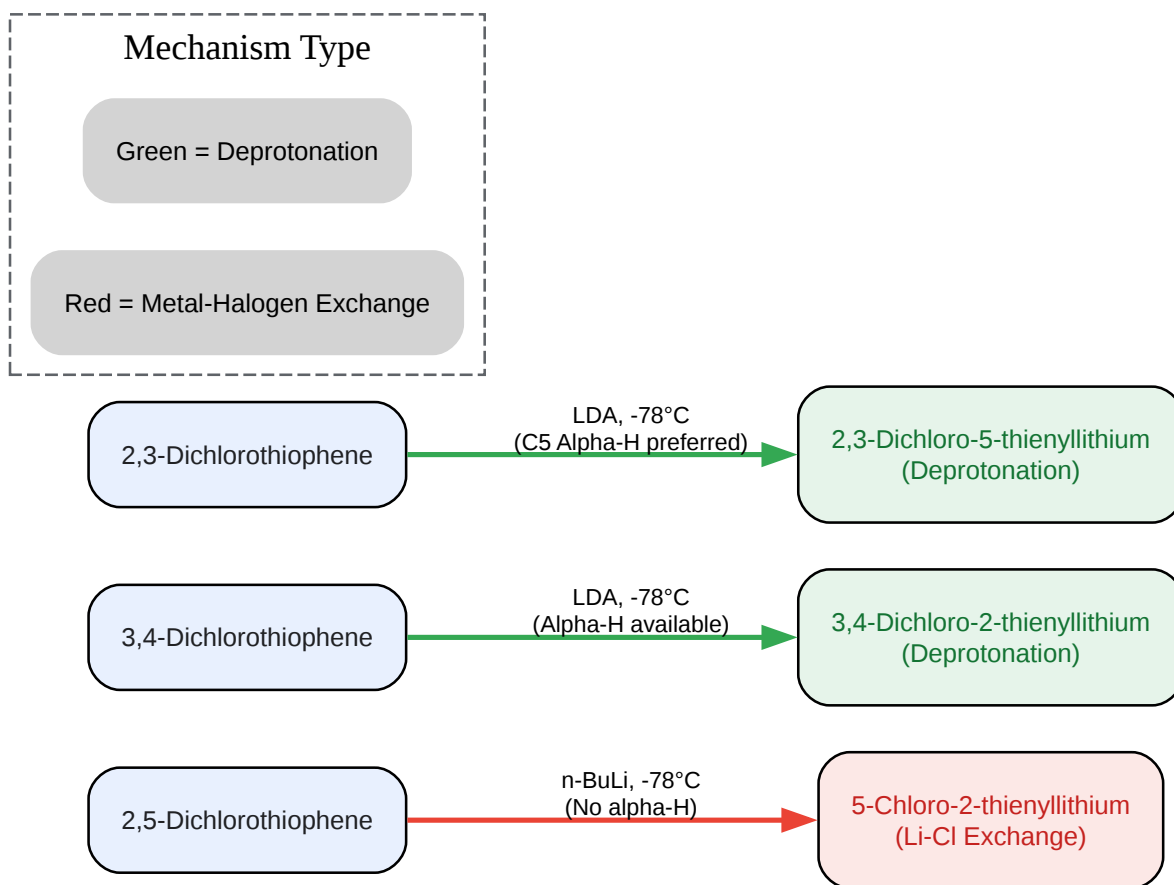 Mechanism Type
Green = Deprotonation
Red = Metal-Halogen Exchange
2,3-Dichlorothiophene
LDA, -78°C
(C5 Alpha-H preferred)
2,3-Dichloro-5-thienyllithium
(Deprotonation)
3,4-Dichlorothiophene
LDA, -78°C
(Alpha-H available)
3,4-Dichloro-2-thienyllithium
(Deprotonation)
2,5-Dichlorothiophene
n-BuLi, -78°C
(No alpha-H)
5-Chloro-2-thienyllithium
(Li-Cl Exchange)